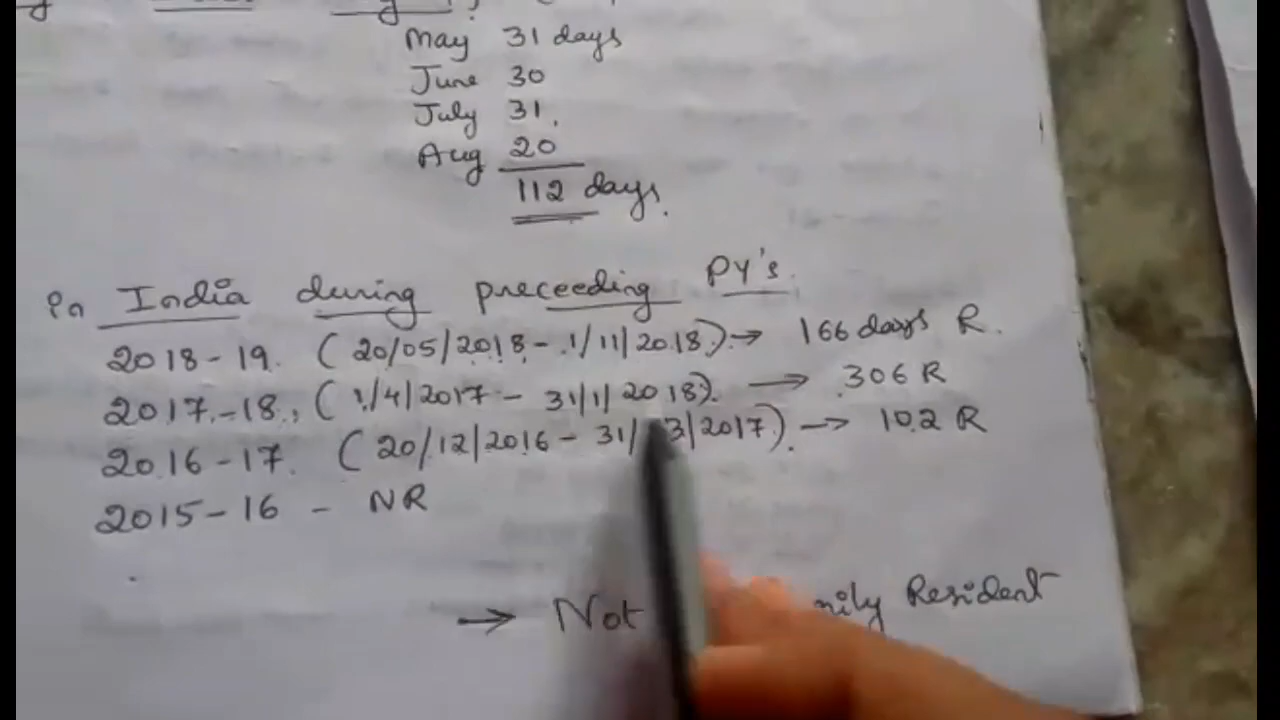 May 31 days
June 30
July 31.
Aug 20
112 days.
in India during preceeding PY's.
2018-19. (20/05/2018 - 1/11/2018) → 166 days R.
2017-18, (1/4/2017 - 31/1/2018). → 306 R
2016-17. (20/12/2016 - 31/ 3/2017). → 102 R
2015-16 - NR
→ Not Resident